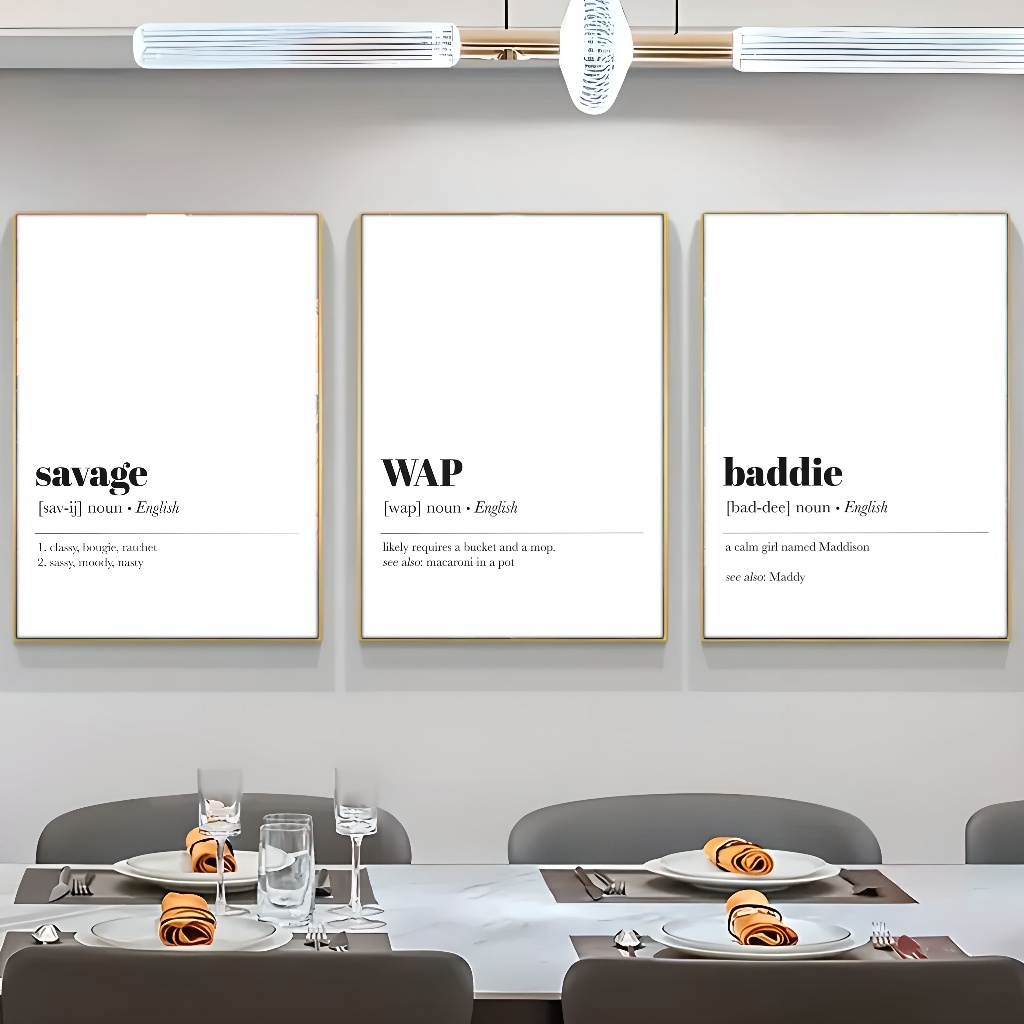 savage
[sav-ij] noun • English
1. classy, bougie, ratchet
2. sassy, moody, nasty
WAP
[wap] noun • English
likely requires a bucket and a mop.
see also: macaroni in a pot
baddie
[bad-dee] noun • English
a calm girl named Maddison
see also: Maddy